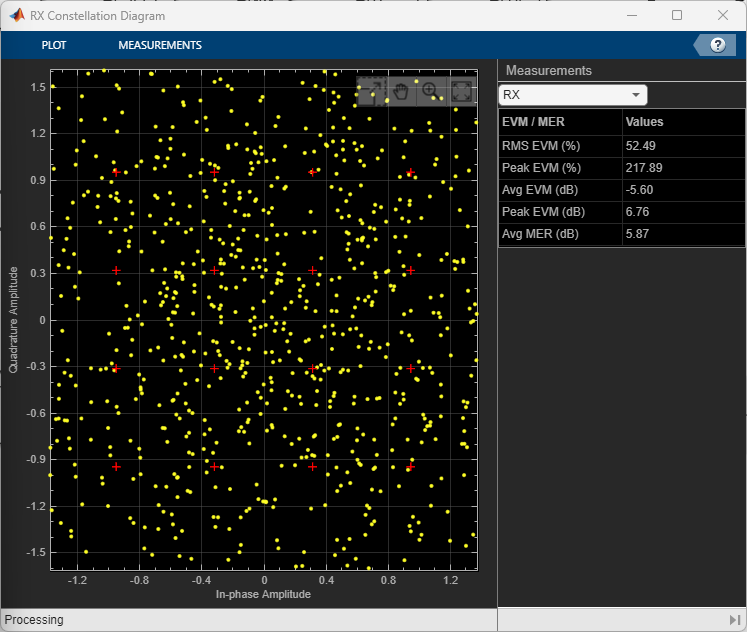 RX Constellation Diagram
PLOT MEASUREMENTS ?
Measurements
RX
EVM / MER Values
RMS EVM (%) 52.49
Peak EVM (%) 217.89
Avg EVM (dB) -5.60
Peak EVM (dB) 6.76
Avg MER (dB) 5.87
Quadrature Amplitude
1.5
1.2
0.9
0.6
0.3
0
-0.3
-0.6
-0.9
-1.2
-1.5
-1.2 -0.8 -0.4 0 0.4 0.8 1.2
In-phase Amplitude
Processing